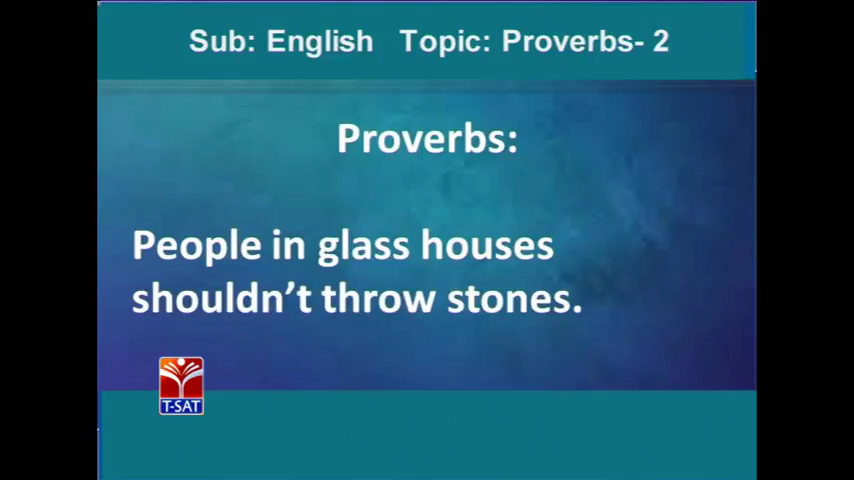 Sub: English Topic: Proverbs- 2
Proverbs:
People in glass houses
shouldn’t throw stones.
T-SAT